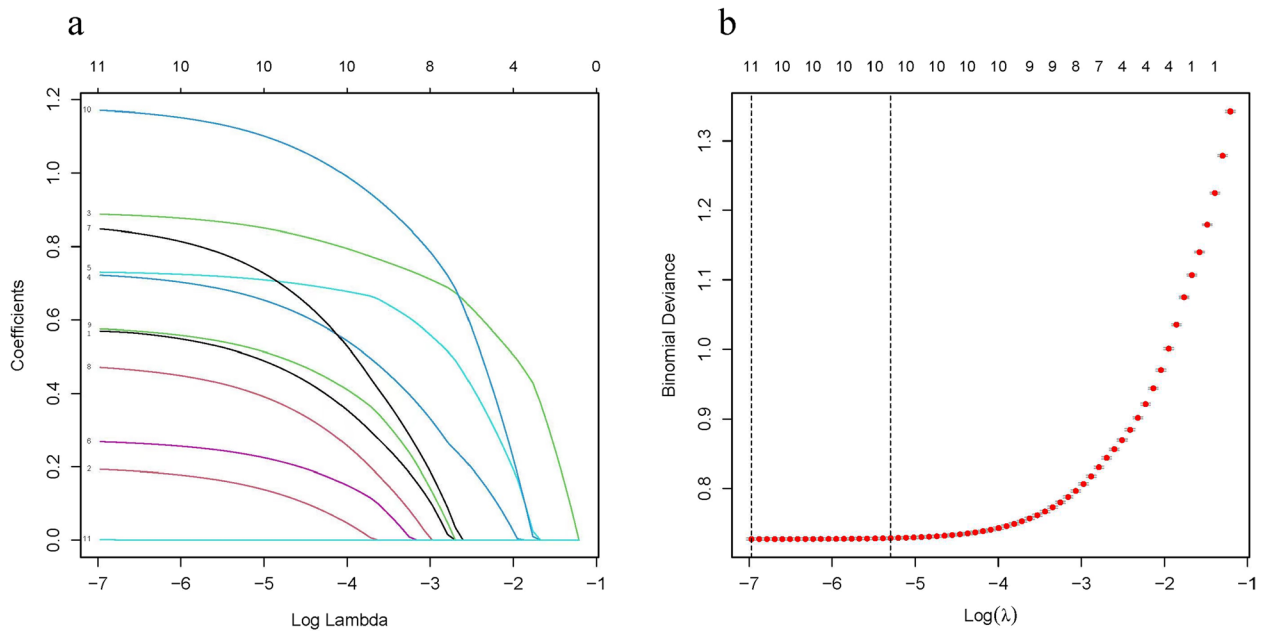 a
11 10 10 10 8 4 0
Coefficients
1.2
1.0
0.8
0.6
0.4
0.2
0.0
10
3
7
5
4
9
1
8
6
2
11
−7 −6 −5 −4 −3 −2 −1
Log Lambda
b
11 10 10 10 10 10 10 10 10 10 9 9 8 7 4 4 4 1 1
Binomial Deviance
1.3
1.2
1.1
1.0
0.9
0.8
−7 −6 −5 −4 −3 −2 −1
Log(λ)